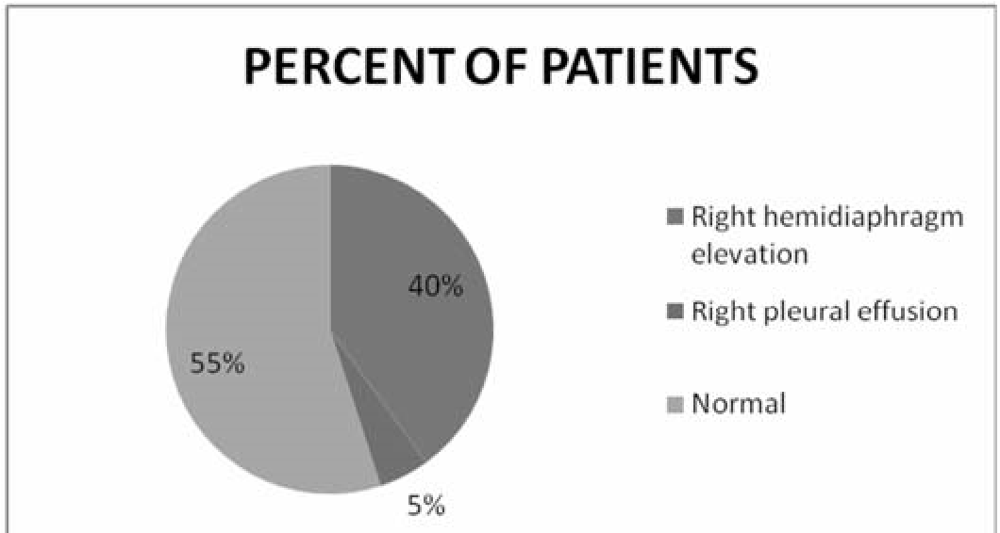 PERCENT OF PATIENTS
40%
55%
5%
Right hemidiaphragm
elevation
Right pleural effusion
Normal